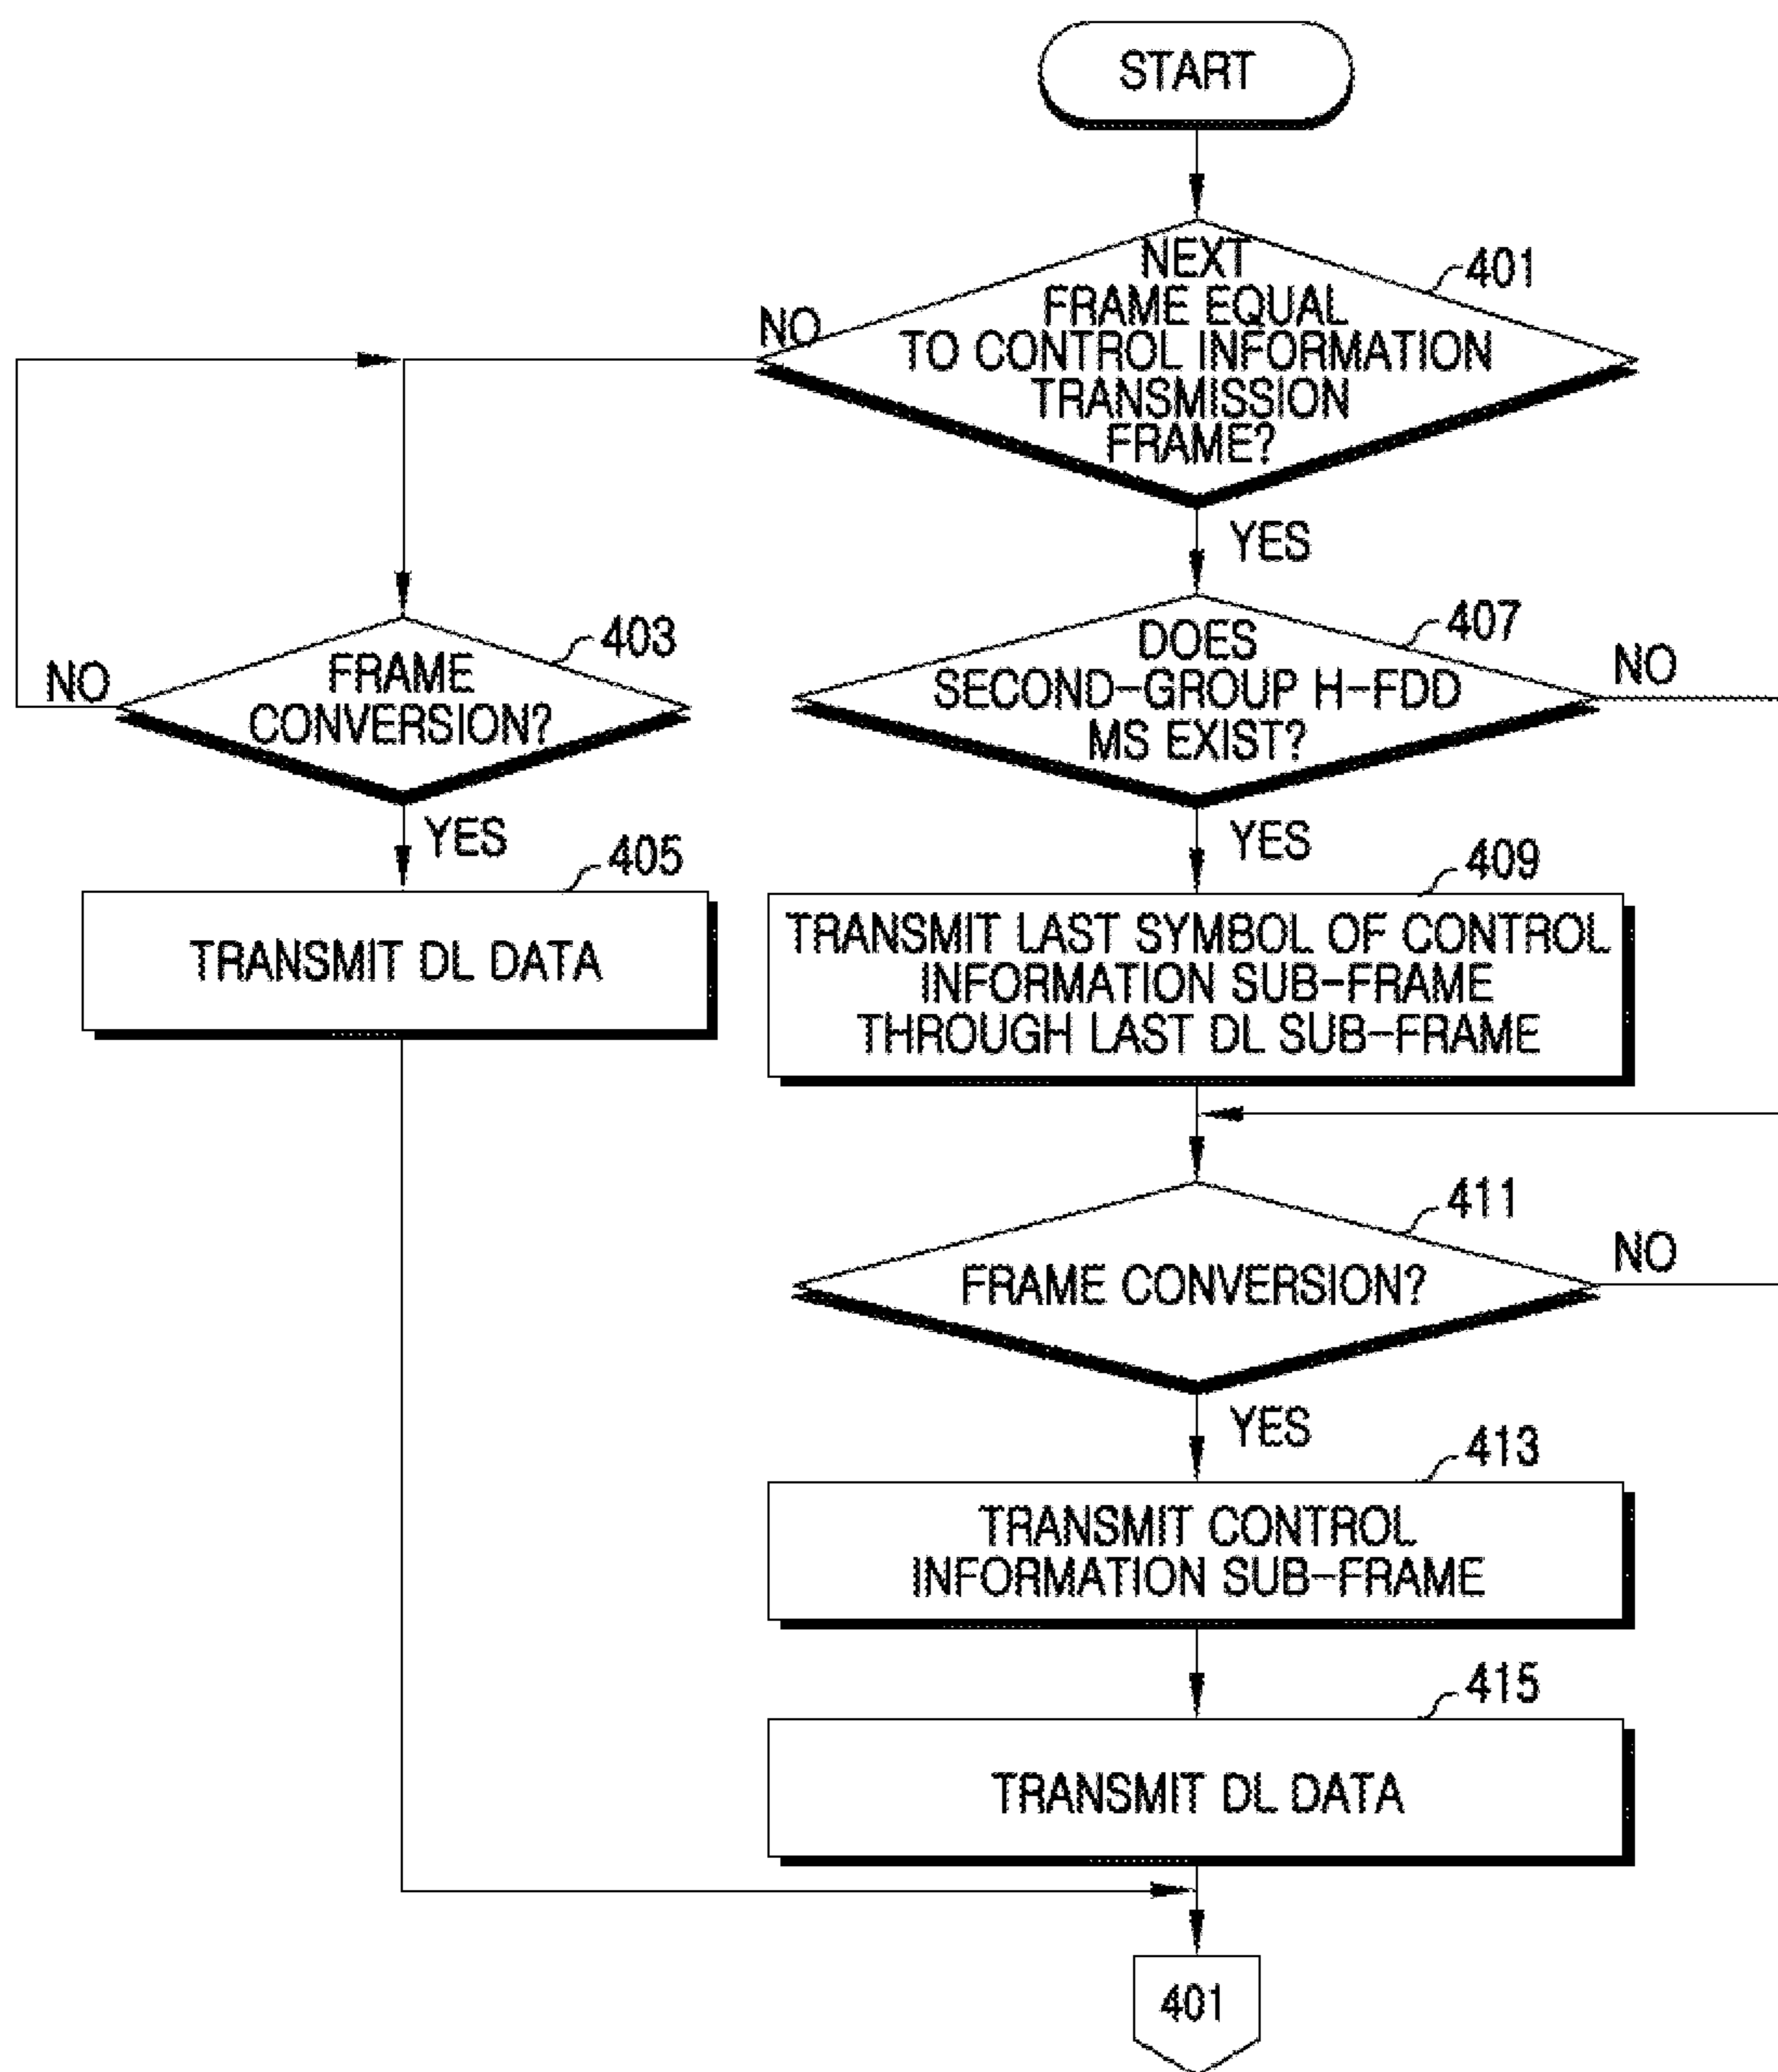 START
NEXT
FRAME EQUAL
TO CONTROL INFORMATION
TRANSMISSION
FRAME?
401
NO
YES
403
FRAME
CONVERSION?
NO
YES
407
DOES
SECOND-GROUP H-FDD
MS EXIST?
NO
YES
405
TRANSMIT DL DATA
409
TRANSMIT LAST SYMBOL OF CONTROL
INFORMATION SUB-FRAME
THROUGH LAST DL SUB-FRAME
411
FRAME CONVERSION?
NO
YES
413
TRANSMIT CONTROL
INFORMATION SUB-FRAME
415
TRANSMIT DL DATA
401